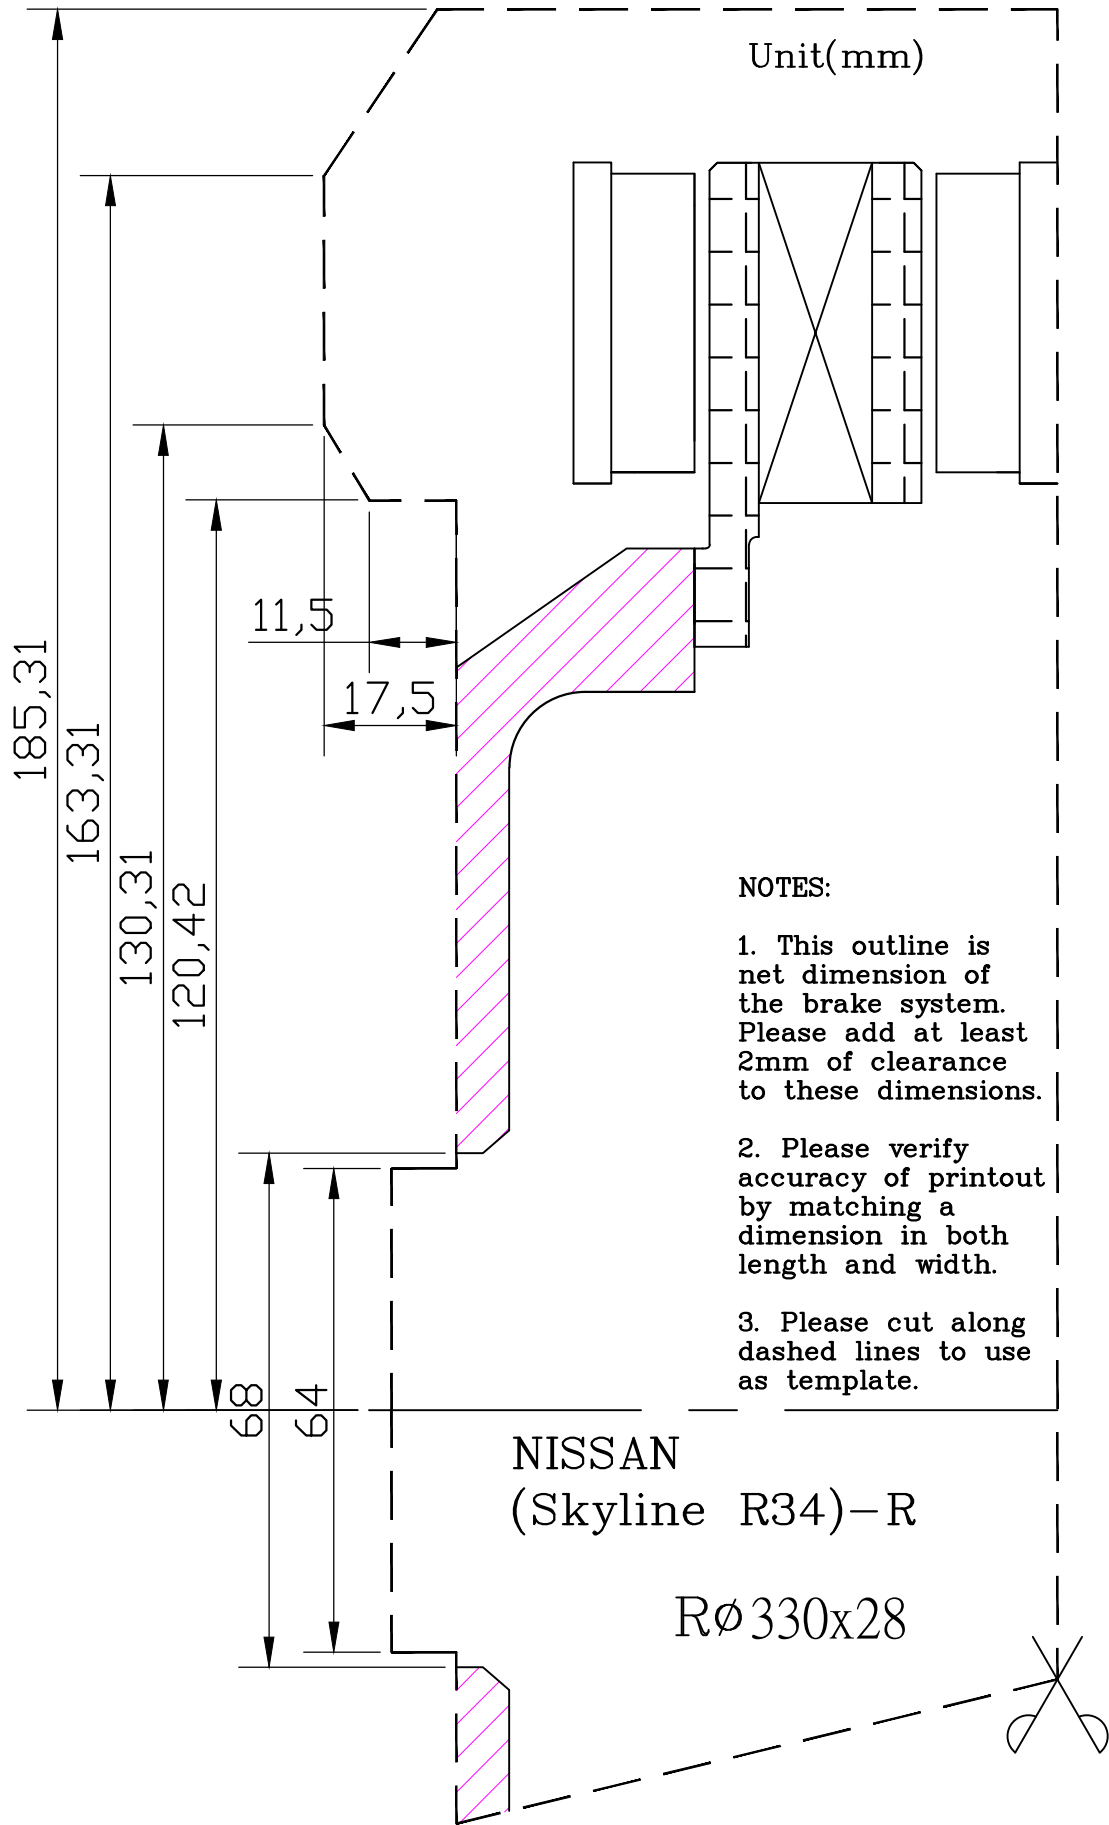 Unit(mm)
11,5
17,5
185,31
163,31
130,31
120,42
NOTES:
1. This outline is
net dimension of
the brake system.
Please add at least
2mm of clearance
to these dimensions.
2. Please verify
accuracy of printout
by matching a
dimension in both
length and width.
3. Please cut along
dashed lines to use
as template.
68
64
NISSAN
(Skyline R34)-R
RØ330x28